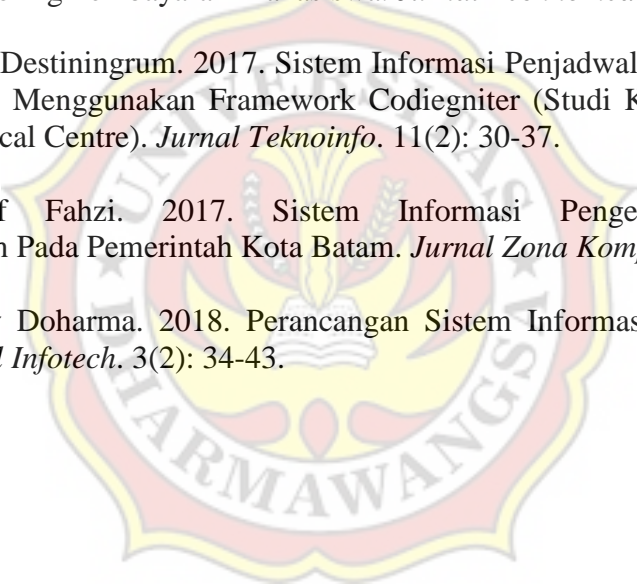 Destiningrum. 2017. Sistem Informasi Penjadwal
Menggunakan Framework Codiegniter (Studi K
cal Centre). Jurnal Teknoinfo. 11(2): 30-37.
f Fahzi. 2017. Sistem Informasi Penge
n Pada Pemerintah Kota Batam. Jurnal Zona Komp
Doharma. 2018. Perancangan Sistem Informas
l Infotech. 3(2): 34-43.
UNIVERSITAS
DHARMAWANGSA